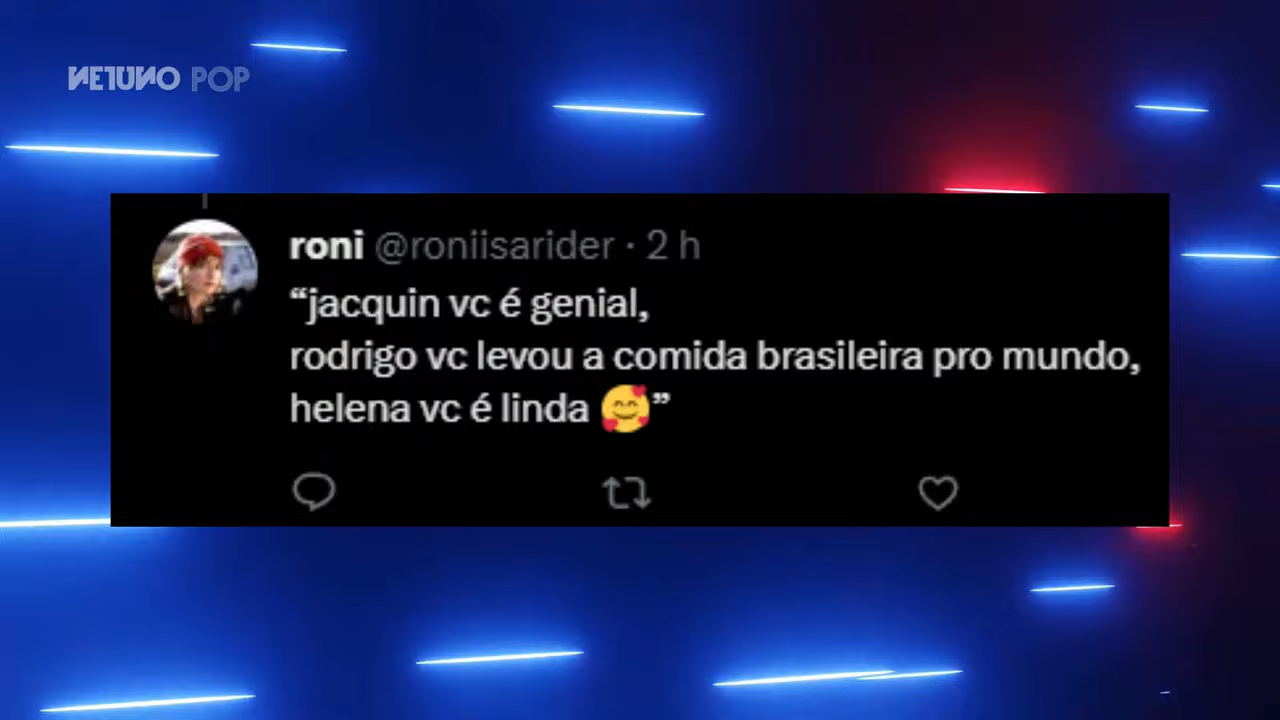 NETUNO POP
roni @roniisarider · 2 h
“jacquin vc é genial,
rodrigo vc levou a comida brasileira pro mundo,
helena vc é linda 🥰”